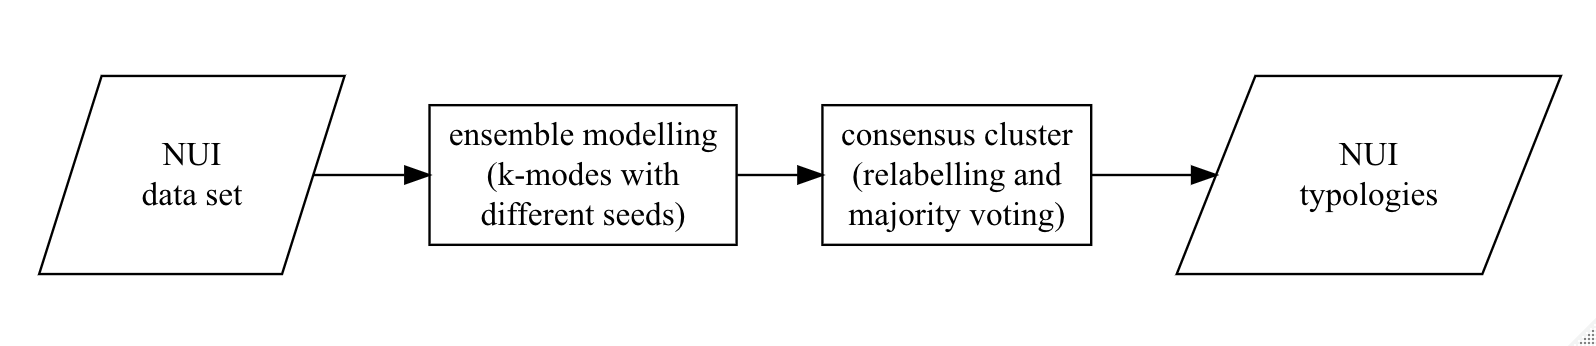 NUI
data set
ensemble modelling
(k-modes with
different seeds)
consensus cluster
(relabelling and
majority voting)
NUI
typologies